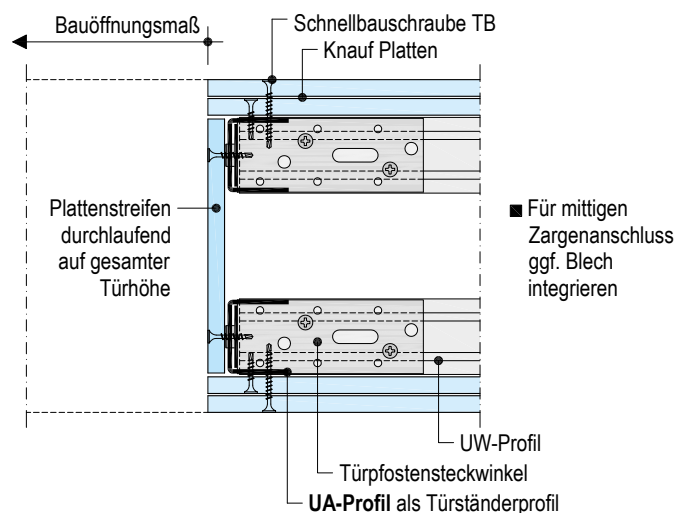 Bauöffnungsmaß
Schnellbauschraube TB
Knauf Platten
Plattenstreifen
durchlaufend
auf gesamter
Türhöhe
■ Für mittigen
Zargenanschluss
ggf. Blech
integrieren
UW-Profil
Türpfostensteckwinkel
UA-Profil als Türständerprofil